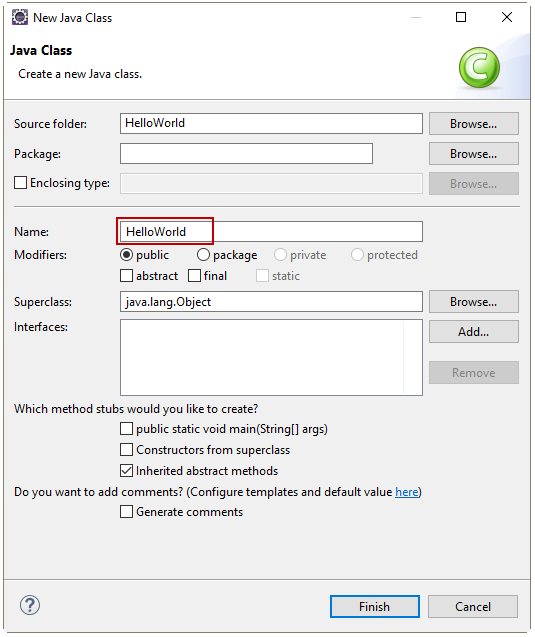 New Java Class
Java Class
Create a new Java class.
Source folder: HelloWorld Browse...
Package: Browse...
Enclosing type: Browse...
Name: HelloWorld
Modifiers: public package private protected
abstract final static
Superclass: java.lang.Object Browse...
Interfaces: Add...
Remove
Which method stubs would you like to create?
public static void main(String[] args)
Constructors from superclass
Inherited abstract methods
Do you want to add comments? (Configure templates and default value here)
Generate comments
? Finish Cancel